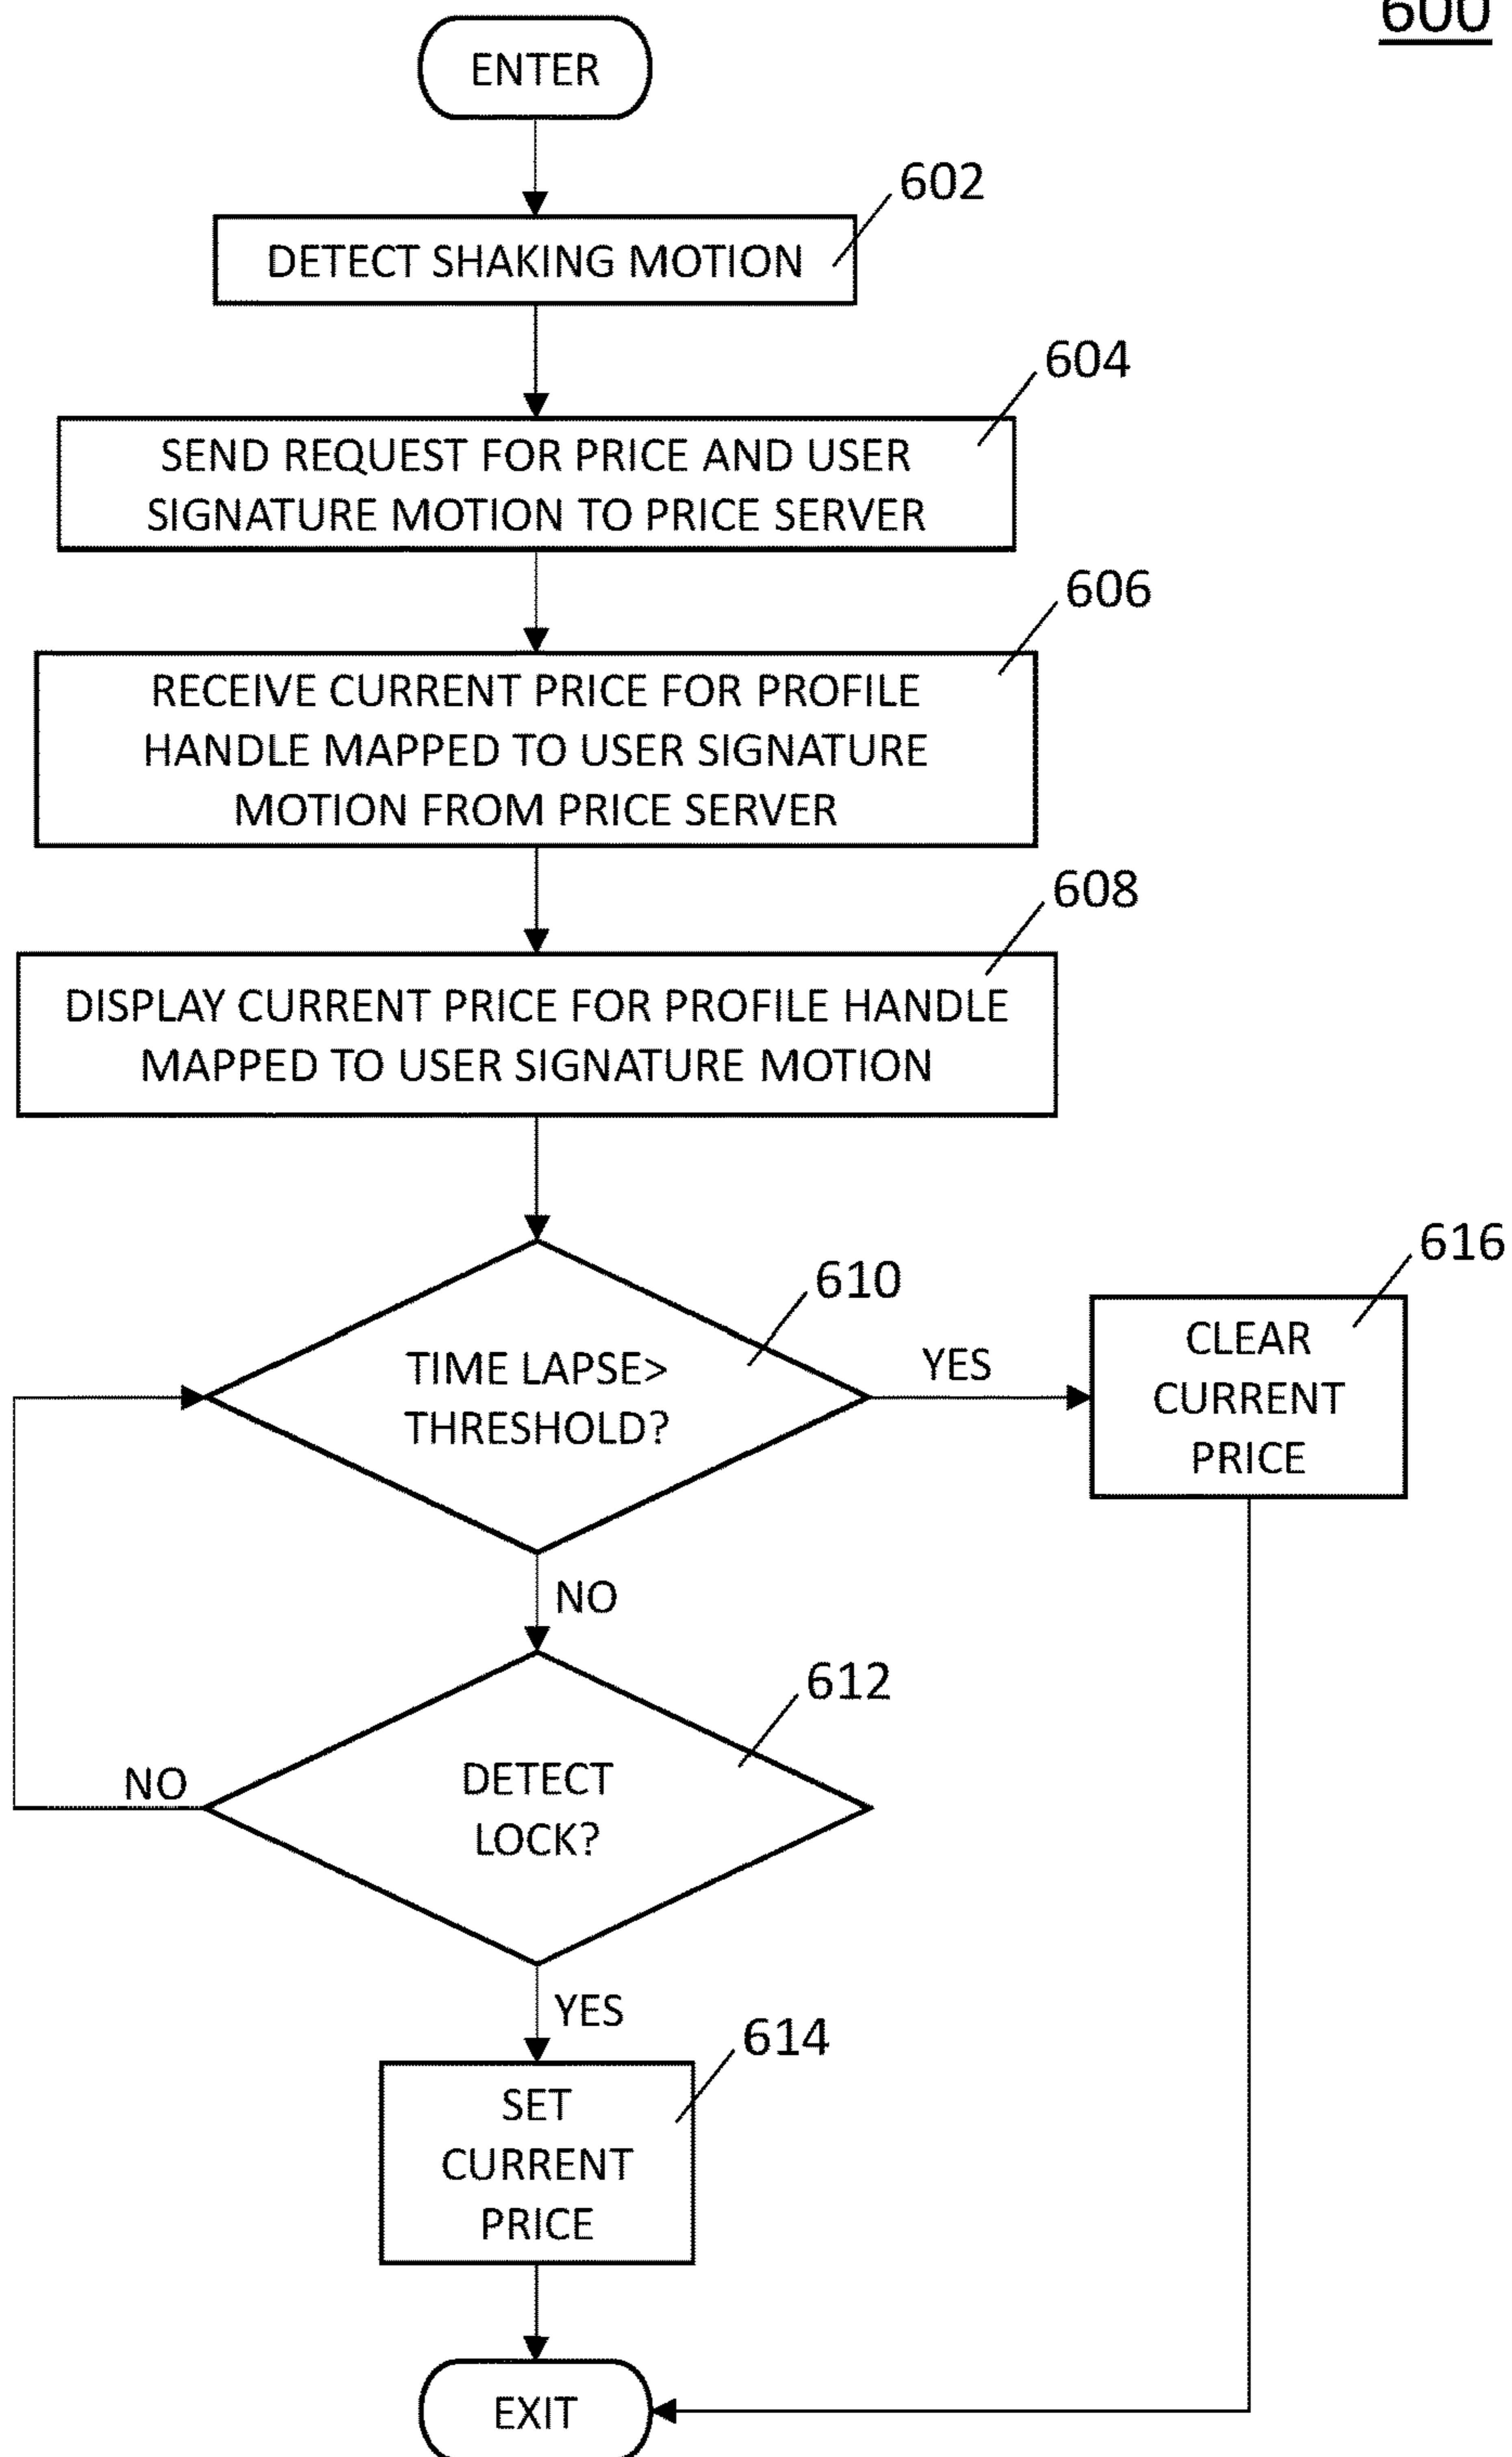 600
ENTER
602
DETECT SHAKING MOTION
604
SEND REQUEST FOR PRICE AND USER
SIGNATURE MOTION TO PRICE SERVER
606
RECEIVE CURRENT PRICE FOR PROFILE
HANDLE MAPPED TO USER SIGNATURE
MOTION FROM PRICE SERVER
608
DISPLAY CURRENT PRICE FOR PROFILE HANDLE
MAPPED TO USER SIGNATURE MOTION
610
TIME LAPSE>
THRESHOLD?
YES
616
CLEAR
CURRENT
PRICE
NO
612
DETECT
LOCK?
NO
YES
614
SET
CURRENT
PRICE
EXIT